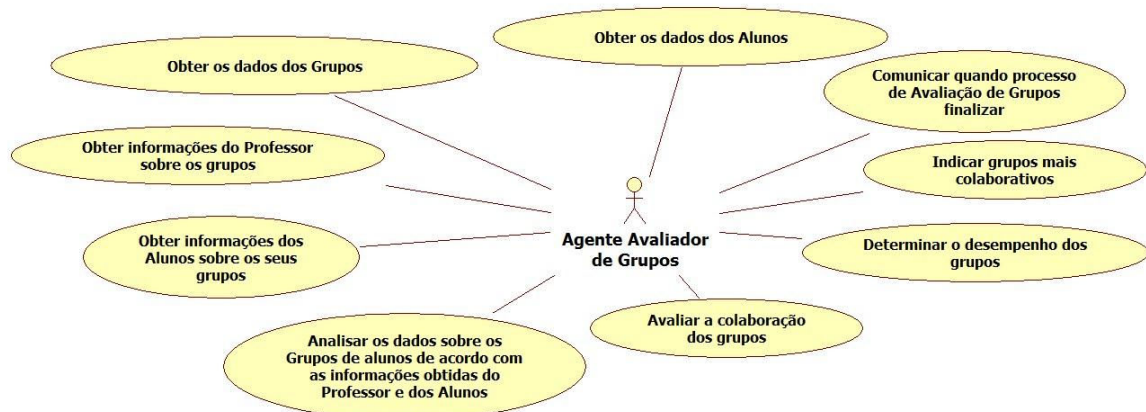 Obter os dados dos Alunos
Obter os dados dos Grupos
Comunicar quando processo
de Avaliação de Grupos
finalizar
Obter informações do Professor
sobre os grupos
Indicar grupos mais
colaborativos
Obter informações dos
Alunos sobre os seus
grupos
Agente Avaliador
de Grupos
Determinar o desempenho dos
grupos
Analisar os dados sobre os
Grupos de alunos de acordo com
as informações obtidas do
Professor e dos Alunos
Avaliar a colaboração
dos grupos